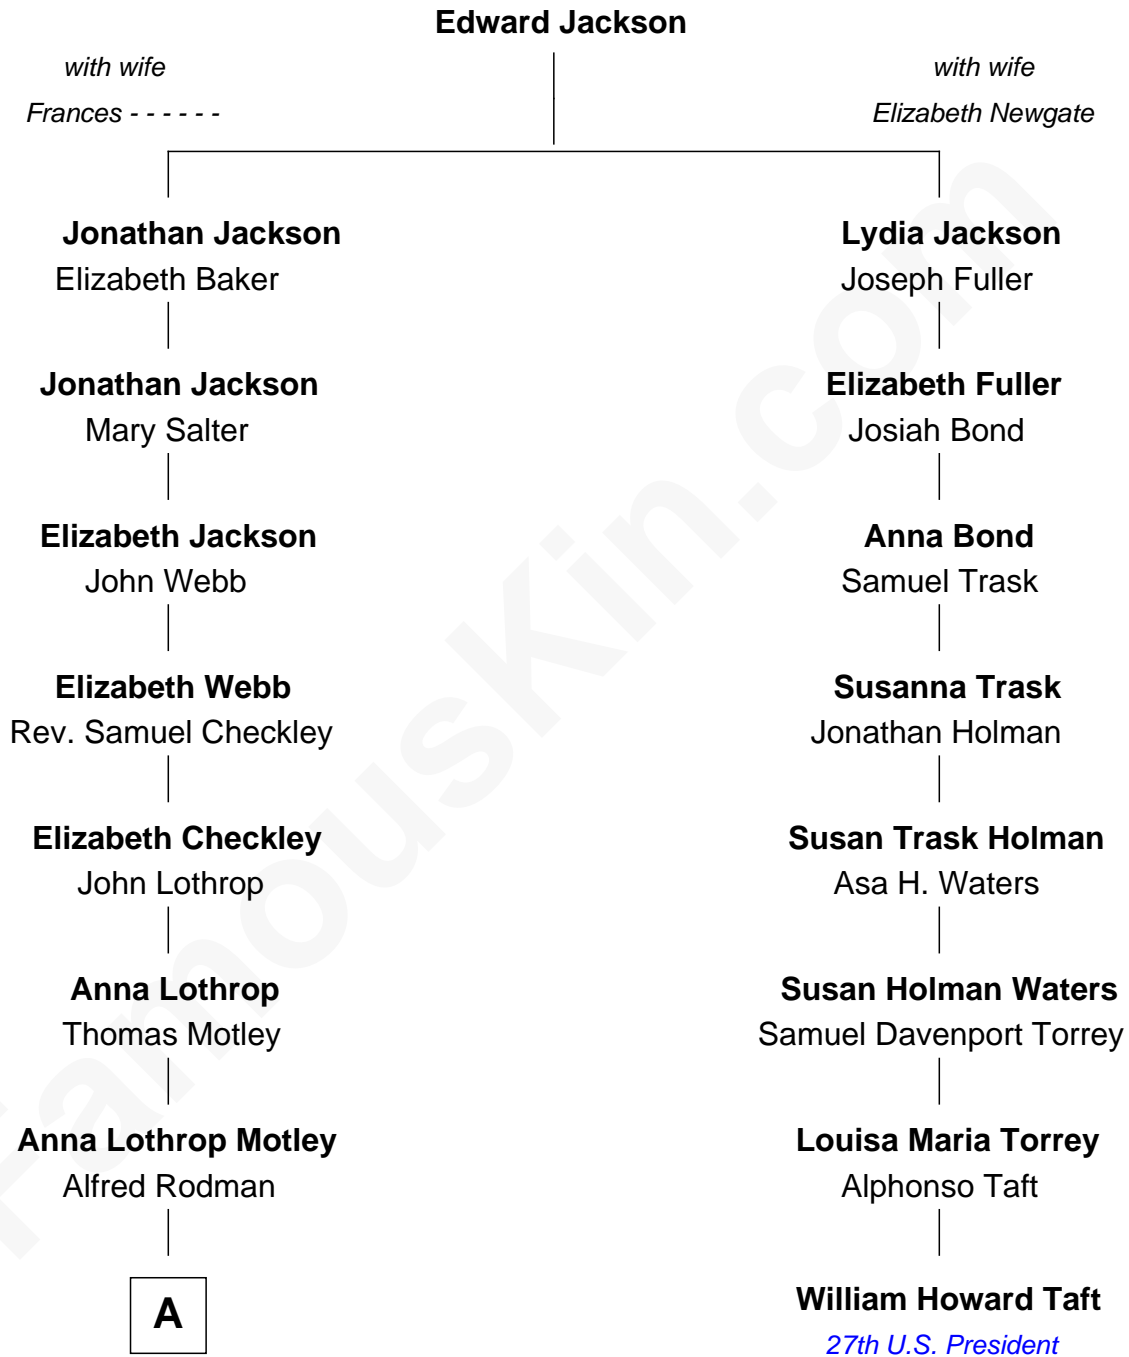 Edward Jackson
with wife
Frances - - - - - -
with wife
Elizabeth Newgate
Jonathan Jackson
Elizabeth Baker
Lydia Jackson
Joseph Fuller
Jonathan Jackson
Mary Salter
Elizabeth Fuller
Josiah Bond
Elizabeth Jackson
John Webb
Anna Bond
Samuel Trask
Elizabeth Webb
Rev. Samuel Checkley
Susanna Trask
Jonathan Holman
Elizabeth Checkley
John Lothrop
Susan Trask Holman
Asa H. Waters
Anna Lothrop
Thomas Motley
Susan Holman Waters
Samuel Davenport Torrey
Anna Lothrop Motley
Alfred Rodman
Louisa Maria Torrey
Alphonso Taft
A
William Howard Taft
27th U.S. President
FamousKin.com